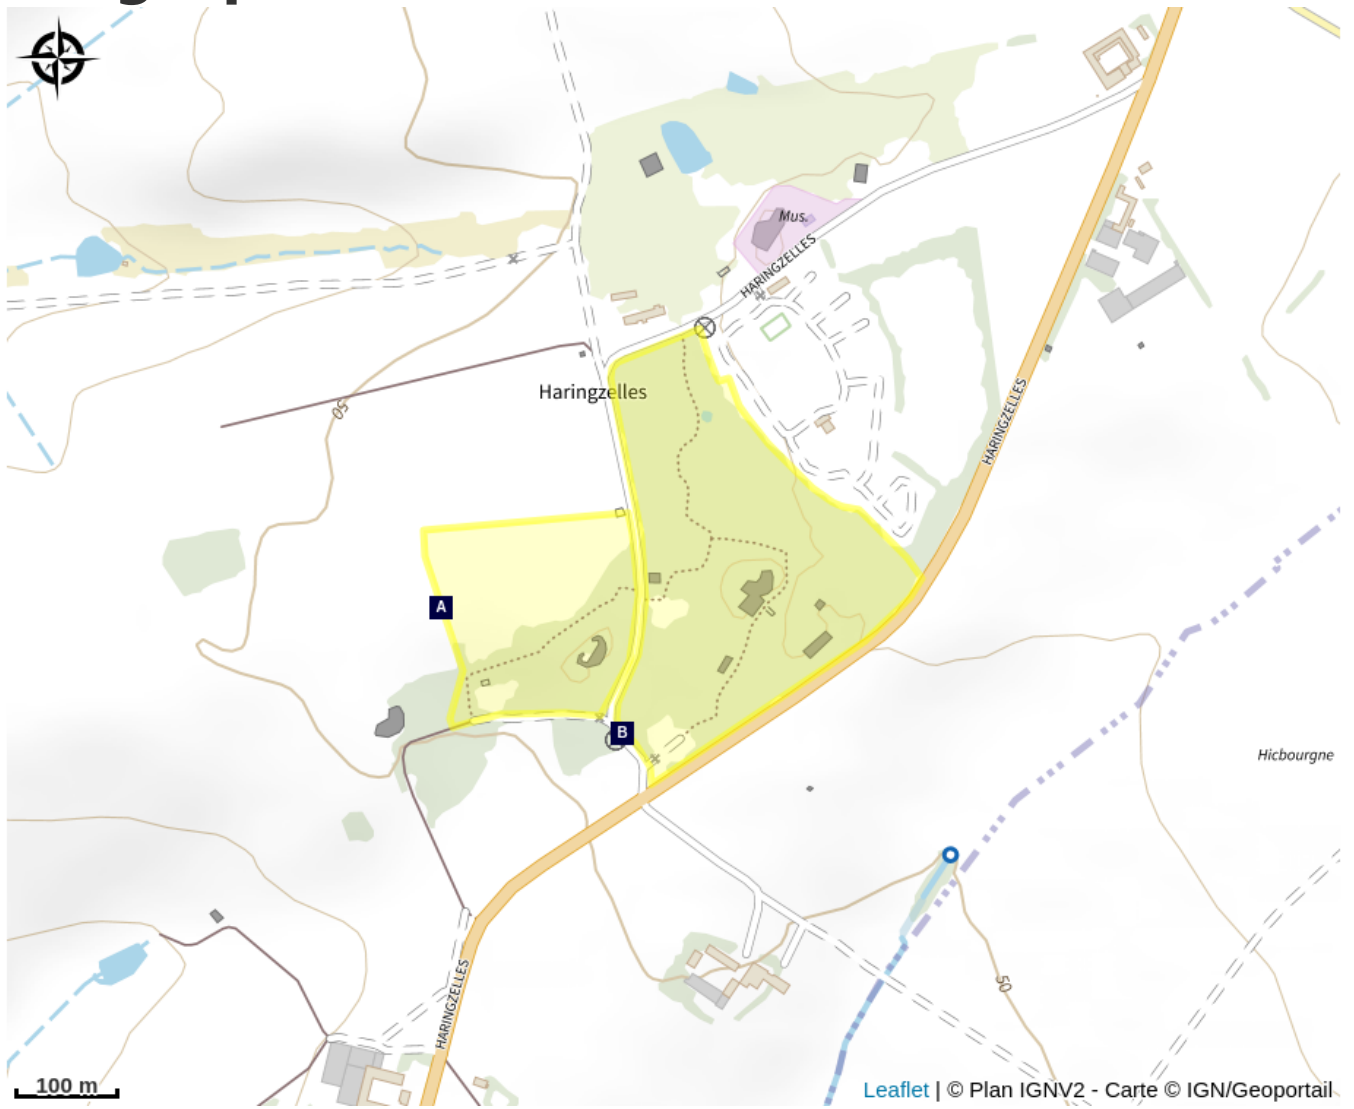 Mus.
HARINGZELLES
Haringzelles
50
HARINGZELLES
A
B
Hicbourgne
50
HARINGZELLES
100 m
Leaflet | © Plan IGNV2 - Carte © IGN/Geoportail